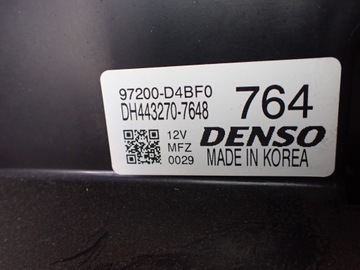 97200-D4BF0
DH443270-7648
764
12V
MFZ
0029
DENSO
MADE IN KOREA